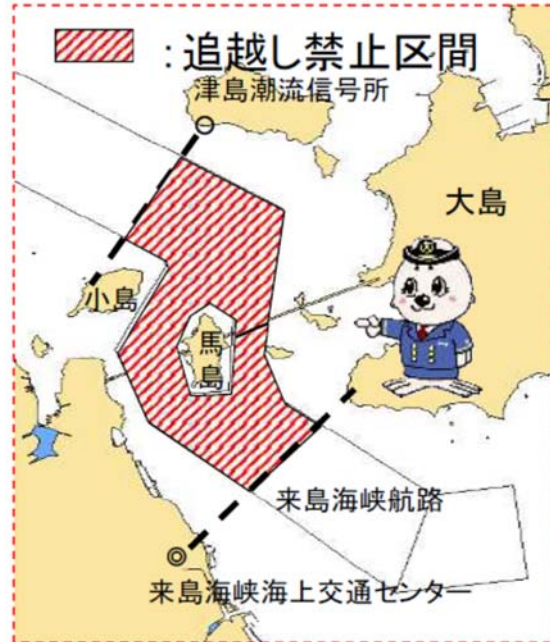 ：追越し禁止区間
津島潮流信号所
大島
小島
馬島
来島海峡航路
来島海峡海上交通センター